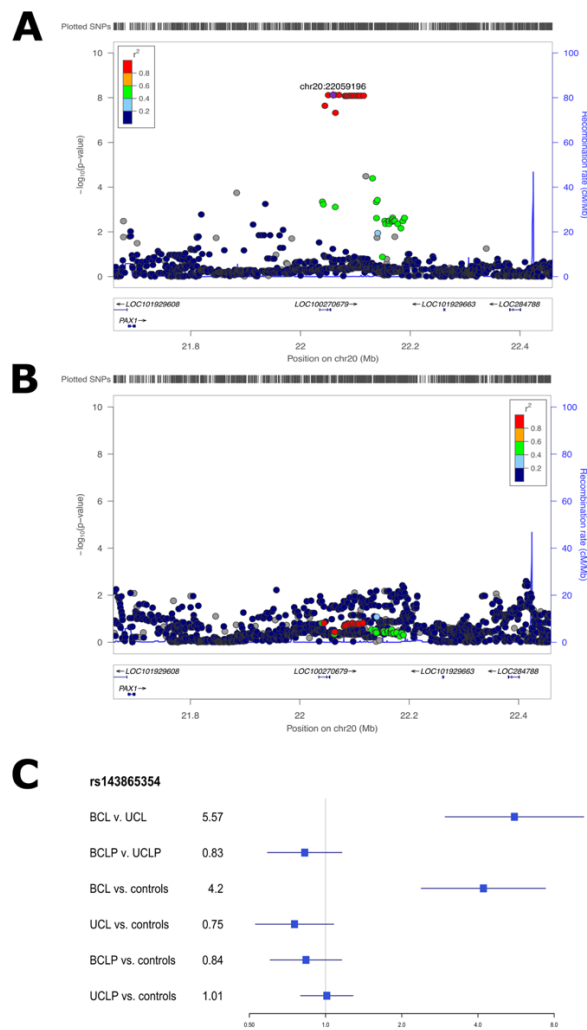 A
Plotted SNPs
10
8
6
4
2
0
−log10(p−value)
r2
0.8
0.6
0.4
0.2
chr20:22059196
100
80
60
40
20
0
Recombination rate (cM/Mb)
←LOC101929608
LOC100270679→
←LOC101929663
←LOC284788
PAX1→
21.8
22
22.2
22.4
Position on chr20 (Mb)
B
Plotted SNPs
10
8
6
4
2
0
−log10(p−value)
r2
0.8
0.6
0.4
0.2
100
80
60
40
20
0
Recombination rate (cM/Mb)
←LOC101929608
LOC100270679→
←LOC101929663
←LOC284788
PAX1→
21.8
22
22.2
22.4
Position on chr20 (Mb)
C
rs143865354
BCL v. UCL 5.57
BCLP v. UCLP 0.83
BCL vs. controls 4.2
UCL vs. controls 0.75
BCLP vs. controls 0.84
UCLP vs. controls 1.01
0.50 1.0 2.0 4.0 8.0